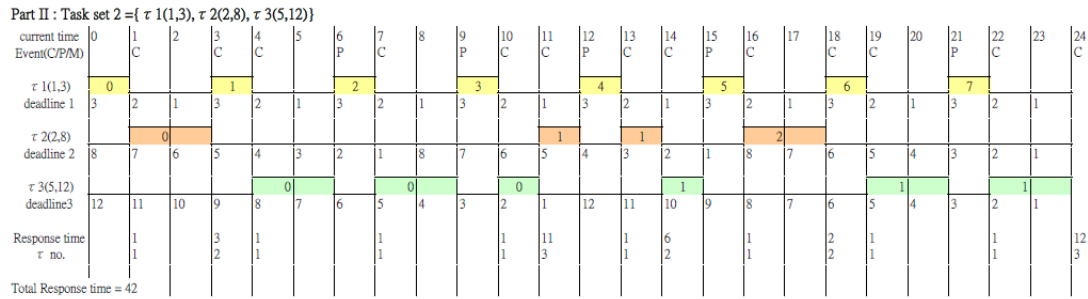 Part II : Task set 2 ={ τ 1(1,3), τ 2(2,8), τ 3(5,12)}
current time 0 1 2 3 4 5 6 7 8 9 10 11 12 13 14 15 16 17 18 19 20 21 22 23 24
Event(C/P/M) C C C P C P C C P C C P C C C P C C
τ 1(1,3) 0 1 2 3 4 5 6 7
deadline 1 3 2 1 3 2 1 3 2 1 3 2 1 3 2 1 3 2 1 3 2 1 3 2 1
τ 2(2,8) 0 1 1 2
deadline 2 8 7 6 5 4 3 2 1 8 7 6 5 4 3 2 1 8 7 6 5 4 3 2 1
τ 3(5,12) 0 0 0 1 1 1
deadline3 12 11 10 9 8 7 6 5 4 3 2 1 12 11 10 9 8 7 6 5 4 3 2 1
Response time 1 3 1 1 1 11 1 6 1 2 1 1 12
τ no. 1 2 1 1 1 3 1 2 1 2 1 1 3
Total Response time = 42